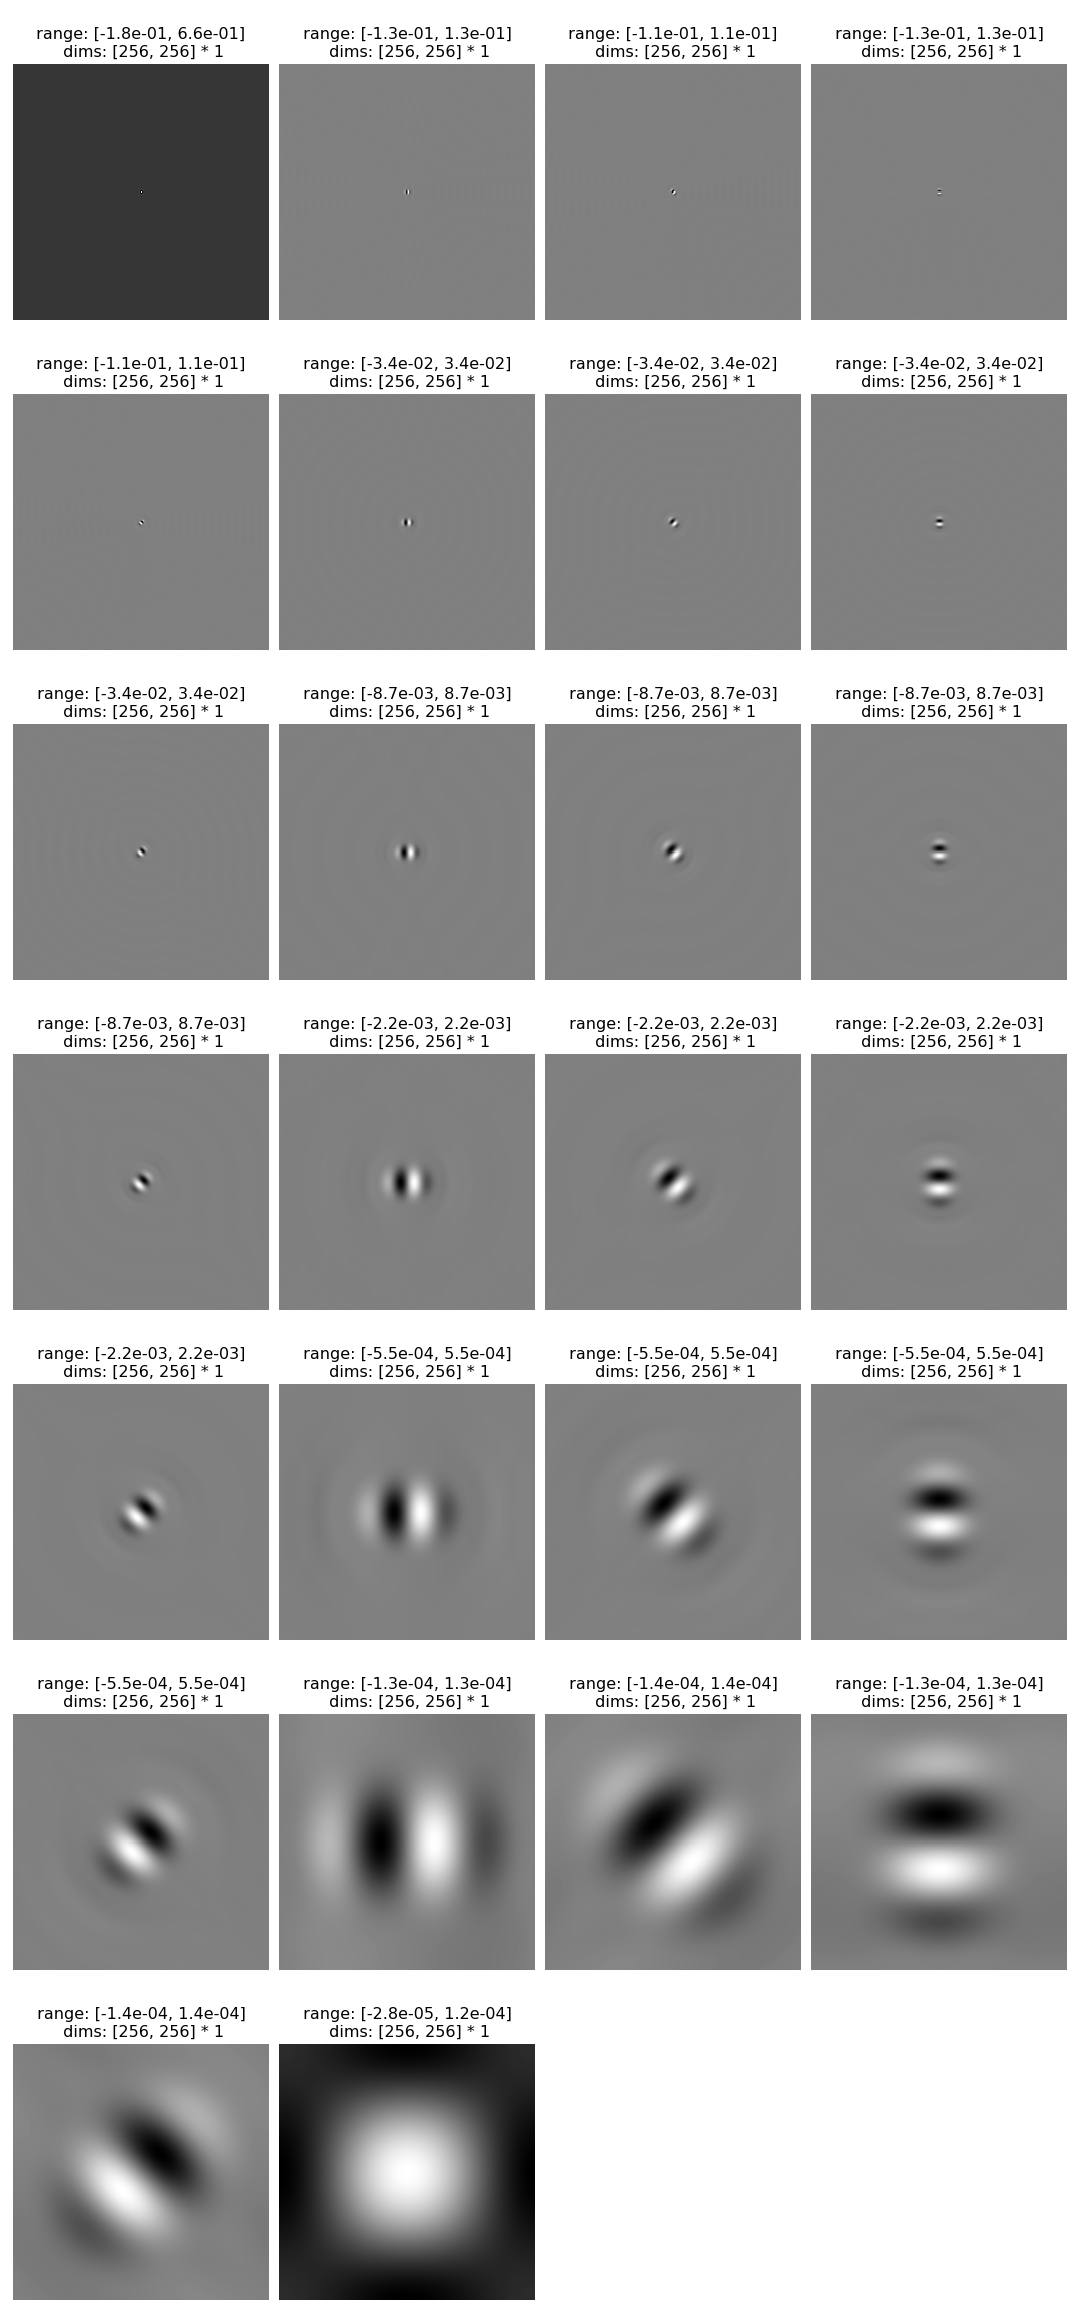 range: [-1.8e-01, 6.6e-01]
dims: [256, 256] * 1
range: [-1.3e-01, 1.3e-01]
dims: [256, 256] * 1
range: [-1.1e-01, 1.1e-01]
dims: [256, 256] * 1
range: [-1.3e-01, 1.3e-01]
dims: [256, 256] * 1
range: [-1.1e-01, 1.1e-01]
dims: [256, 256] * 1
range: [-3.4e-02, 3.4e-02]
dims: [256, 256] * 1
range: [-3.4e-02, 3.4e-02]
dims: [256, 256] * 1
range: [-3.4e-02, 3.4e-02]
dims: [256, 256] * 1
range: [-3.4e-02, 3.4e-02]
dims: [256, 256] * 1
range: [-8.7e-03, 8.7e-03]
dims: [256, 256] * 1
range: [-8.7e-03, 8.7e-03]
dims: [256, 256] * 1
range: [-8.7e-03, 8.7e-03]
dims: [256, 256] * 1
range: [-8.7e-03, 8.7e-03]
dims: [256, 256] * 1
range: [-2.2e-03, 2.2e-03]
dims: [256, 256] * 1
range: [-2.2e-03, 2.2e-03]
dims: [256, 256] * 1
range: [-2.2e-03, 2.2e-03]
dims: [256, 256] * 1
range: [-2.2e-03, 2.2e-03]
dims: [256, 256] * 1
range: [-5.5e-04, 5.5e-04]
dims: [256, 256] * 1
range: [-5.5e-04, 5.5e-04]
dims: [256, 256] * 1
range: [-5.5e-04, 5.5e-04]
dims: [256, 256] * 1
range: [-5.5e-04, 5.5e-04]
dims: [256, 256] * 1
range: [-1.3e-04, 1.3e-04]
dims: [256, 256] * 1
range: [-1.4e-04, 1.4e-04]
dims: [256, 256] * 1
range: [-1.3e-04, 1.3e-04]
dims: [256, 256] * 1
range: [-1.4e-04, 1.4e-04]
dims: [256, 256] * 1
range: [-2.8e-05, 1.2e-04]
dims: [256, 256] * 1